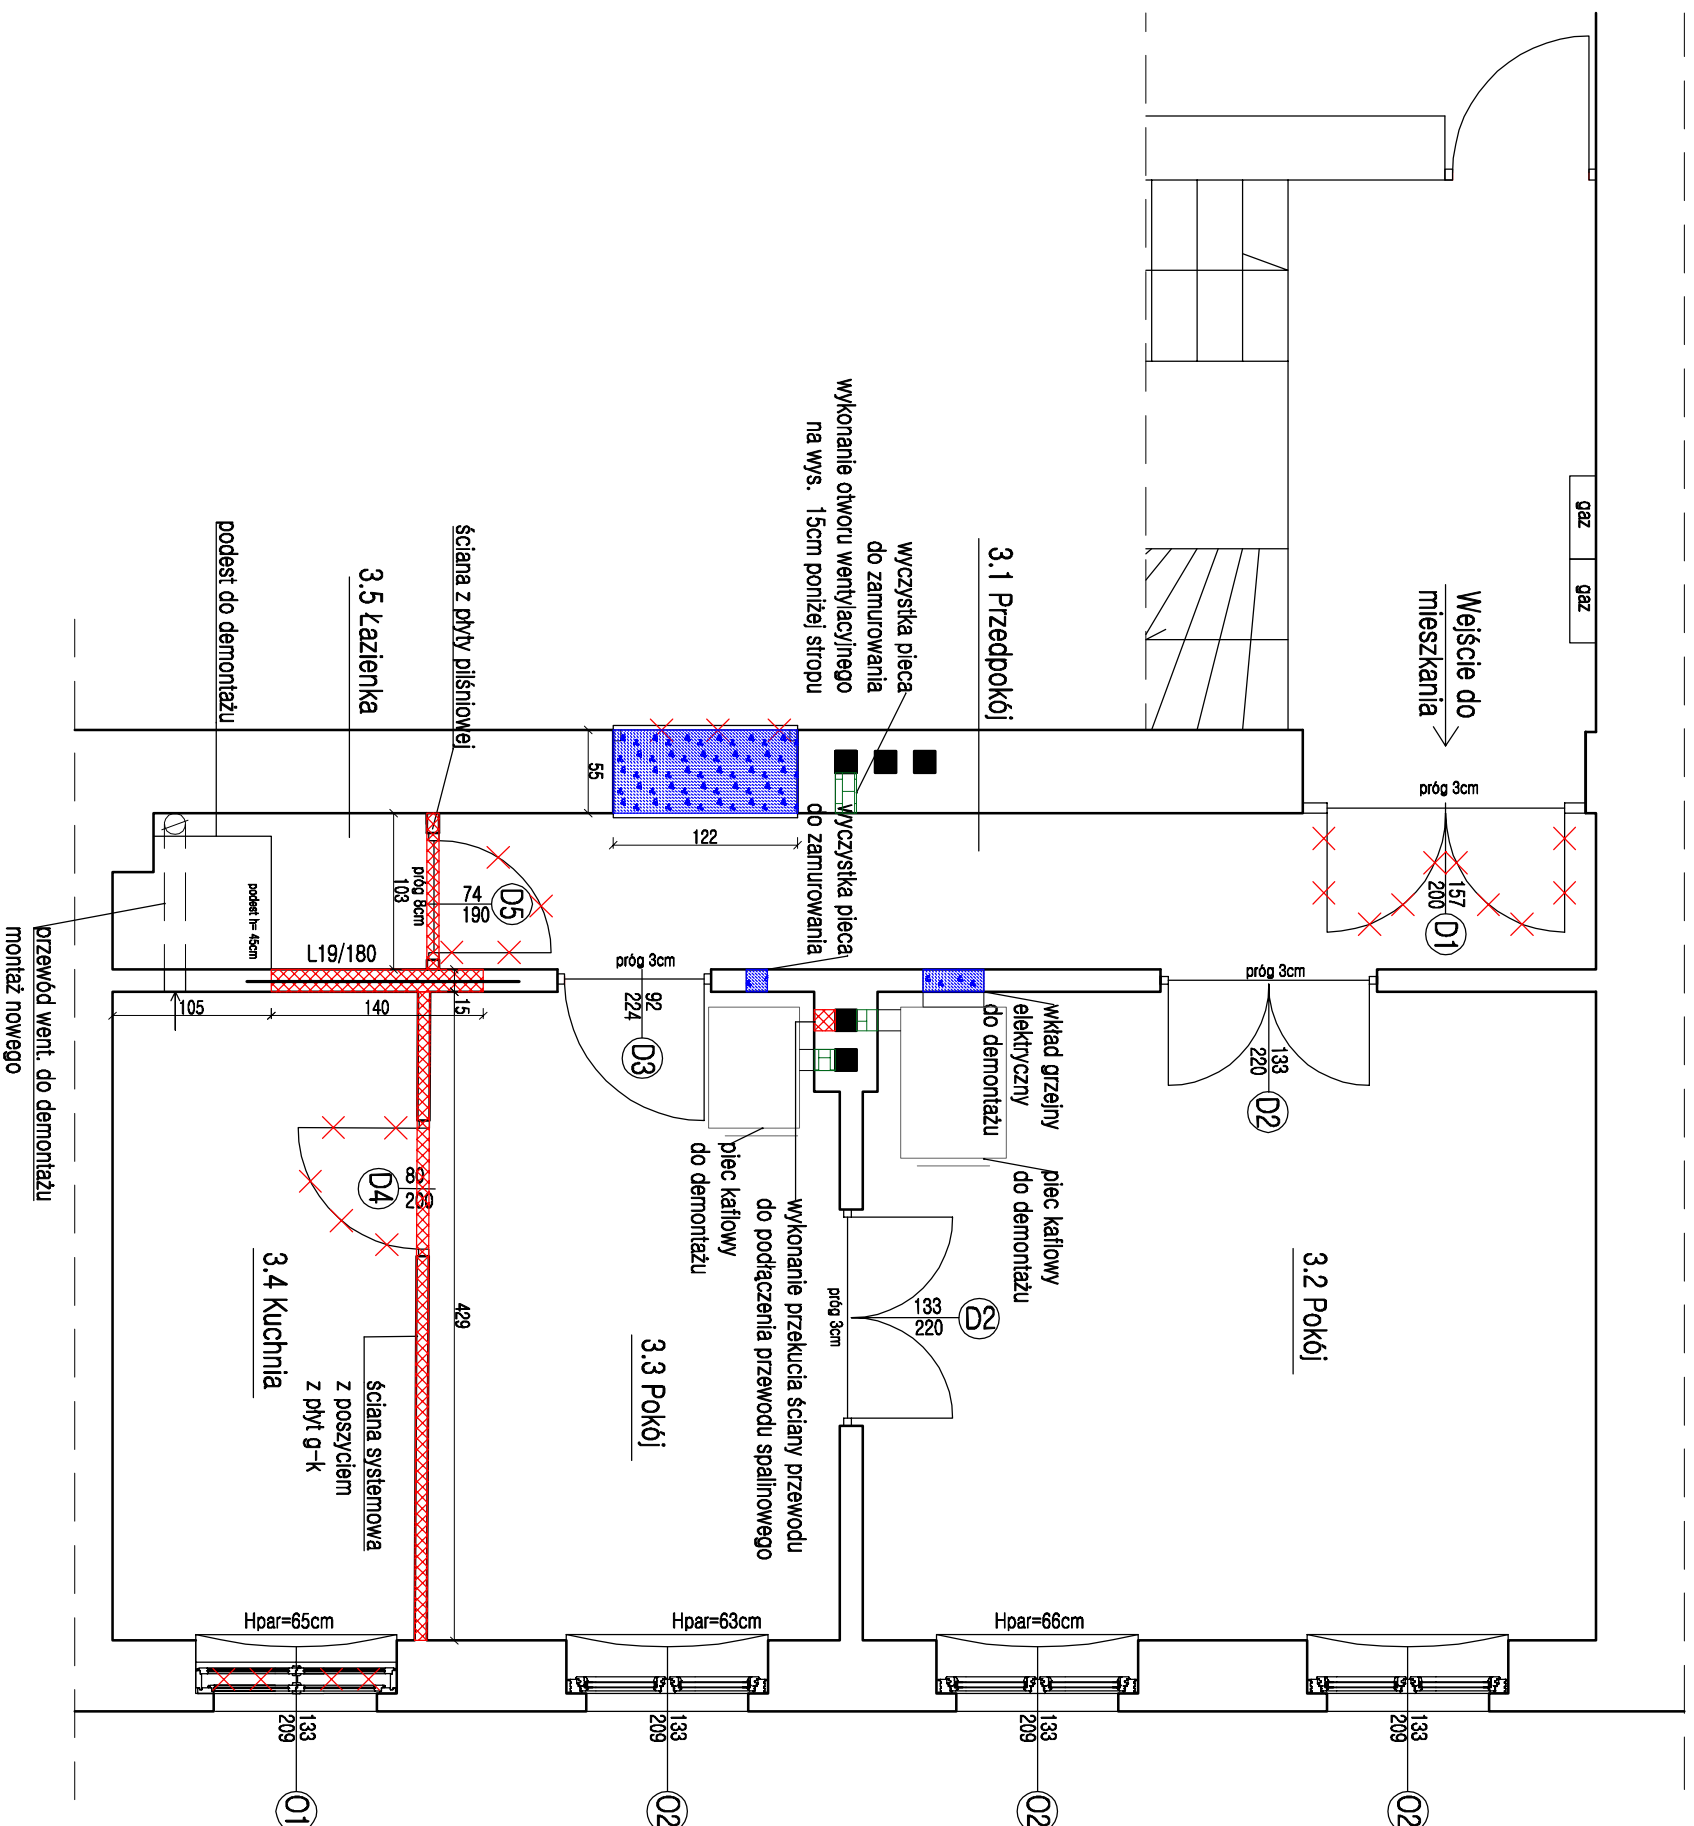 gaz
gaz
Wejście do
mieszkania
3.1 Przedpokój
wyczystka pieca
do zamurowania
wykonanie otworu wentylacyjnego
na wys. 15cm poniżej stropu
ściana z płyty pilśniowej
3.5 Łazienka
podest do demontażu
próg 3cm
157
200
D1
55
122
wyczystka pieca
do zamurowania
74
190
D5
próg 8cm
103
podest h= 45cm
L19/180
105
140
15
przewód went. do demontażu
montaż nowego
próg 3cm
133
220
D2
próg 3cm
92
224
D3
wkład grzejny
elektryczny
do demontażu
piec kaflowy
do demontażu
piec kaflowy
do demontażu
wykonanie przekucia ściany przewodu
do podłączenia przewodu spalinowego
80
200
D4
133
220
D2
próg 3cm
3.2 Pokój
3.3 Pokój
3.4 Kuchnia
429
ściana systemowa
z poszyciem
z płyt g-k
Hpar=65cm
Hpar=63cm
Hpar=66cm
133
209
O1
133
209
O2
133
209
O2
133
209
O2